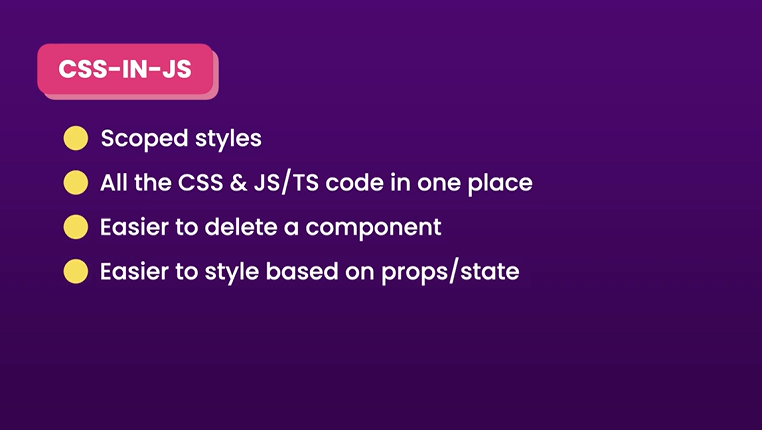 CSS-IN-JS
Scoped styles
All the CSS & JS/TS code in one place
Easier to delete a component
Easier to style based on props/state